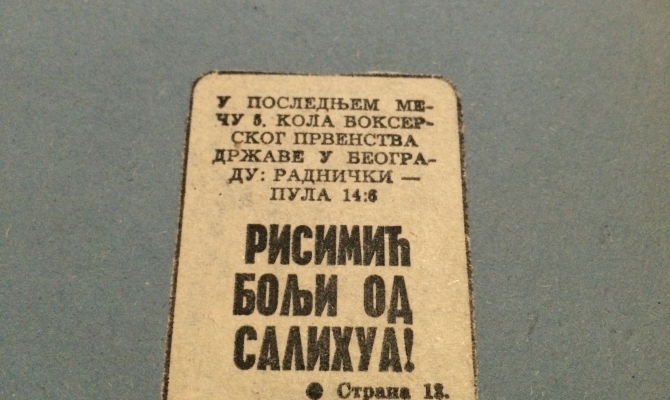 У ПОСЛЕДЊЕМ МЕ-
ЧУ 5. КОЛА БОКСЕР-
СКОГ ПРВЕНСТВА
ДРЖАВЕ У БЕОГРА-
ДУ: РАДНИЧКИ —
ПУЛА 14:6
РИСИМИЋ
БОЉИ ОД
САЛИХУА!
● Страна 13.